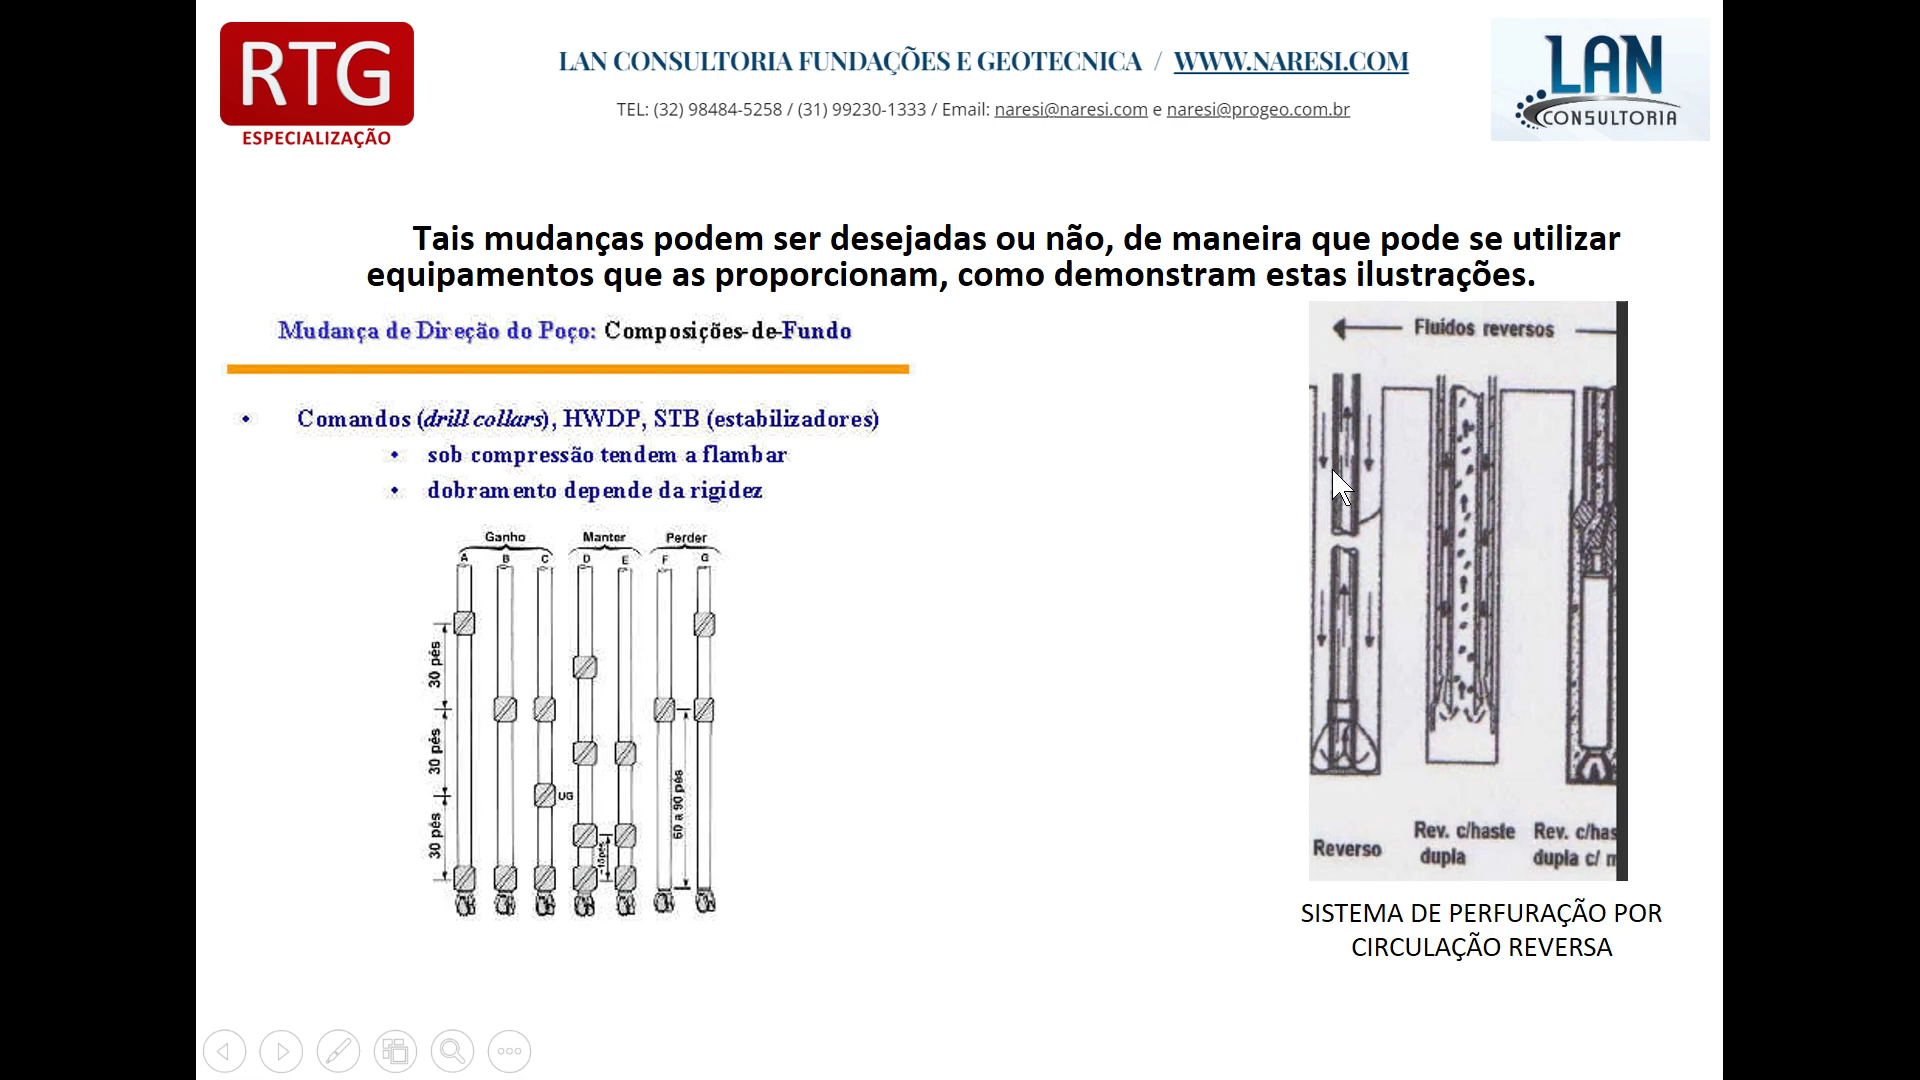 RTG
ESPECIALIZAÇÃO
LAN CONSULTORIA FUNDAÇÕES E GEOTECNICA / WWW.NARESI.COM
TEL: (32) 98484-5258 / (31) 99230-1333 / Email: naresi@naresi.com e naresi@progeo.com.br
LAN
CONSULTORIA
Tais mudanças podem ser desejadas ou não, de maneira que pode se utilizar
equipamentos que as proporcionam, como demonstram estas ilustrações.
Mudança de Direção do Poço: Composições-de-Fundo
• Comandos (drill collars), HWDP, STB (estabilizadores)
• sob compressão tendem a flambar
• dobramento depende da rigidez
Ganho Manter Perder
A B C D E F G
30 pés
30 pés
30 pés
UG
60 a 90 pés
Fluídos reversos
Reverso
Rev. c/haste
dupla
Rev. c/has
dupla c/ m
SISTEMA DE PERFURAÇÃO POR
CIRCULAÇÃO REVERSA